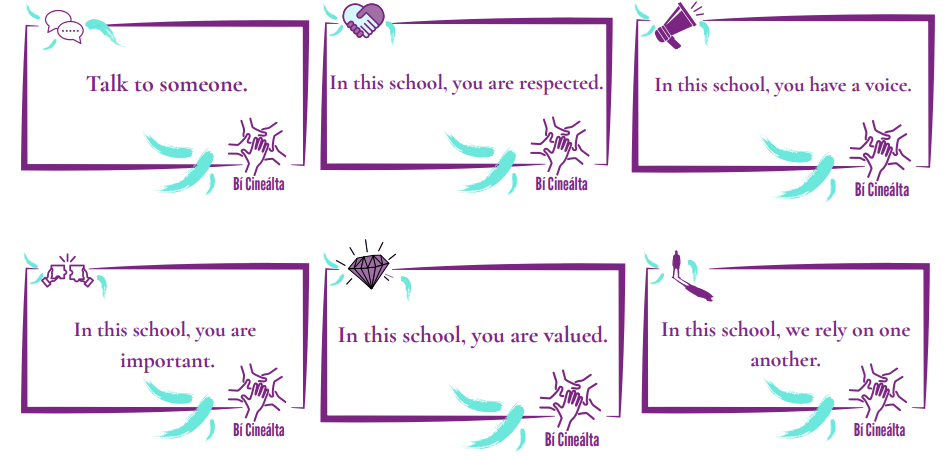 Talk to someone.
Bí Cineálta
In this school, you are respected.
Bí Cineálta
In this school, you have a voice.
Bí Cineálta
In this school, you are
important.
Bí Cineálta
In this school, you are valued.
Bí Cineálta
In this school, we rely on one
another.
Bí Cineálta